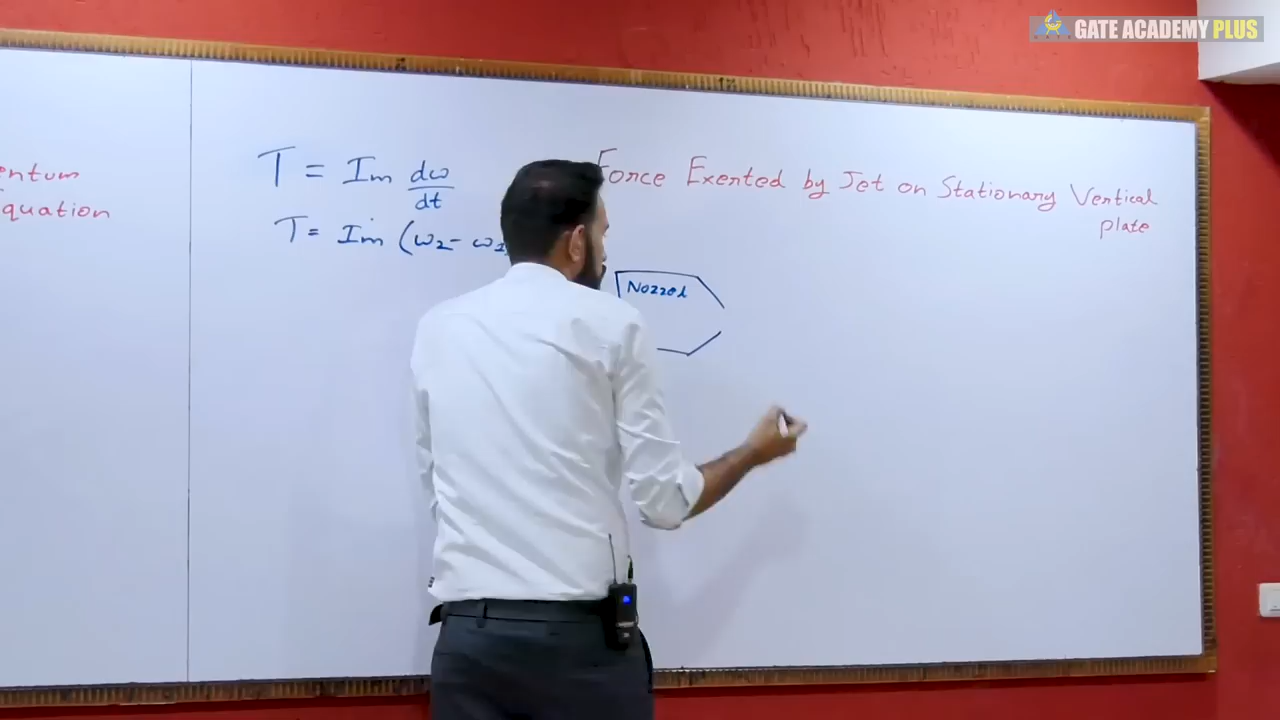 GATE ACADEMY PLUS
entum
Equation
T = Im dω/dt
T = Im (ω2 - ω1
Force Exerted by Jet on Stationary Vertical
plate
Nozzel